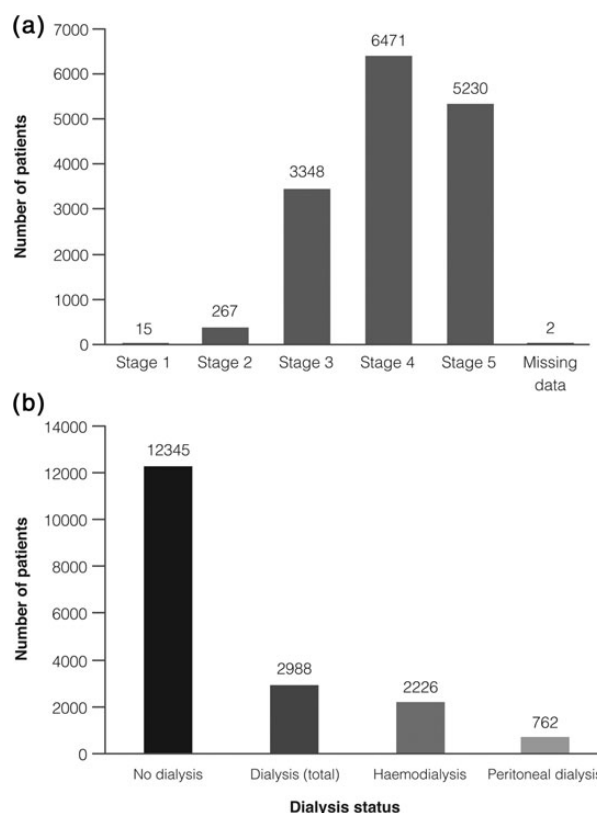 (a)
Number of patients
7000
6000
5000
4000
3000
2000
1000
0
15
267
3348
6471
5230
2
Stage 1
Stage 2
Stage 3
Stage 4
Stage 5
Missing
data
(b)
Number of patients
14000
12000
10000
8000
6000
4000
2000
0
12345
2988
2226
762
No dialysis
Dialysis (total)
Haemodialysis
Peritoneal dialysis
Dialysis status